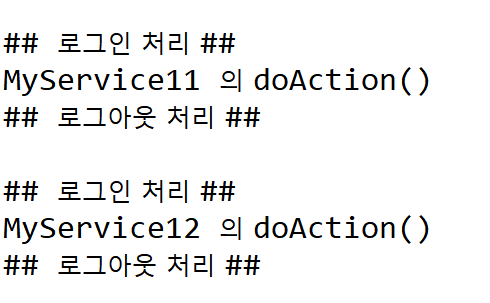 ## 로그인 처리 ##
MyService11 의 doAction()
## 로그아웃 처리 ##
## 로그인 처리 ##
MyService12 의 doAction()
## 로그아웃 처리 ##